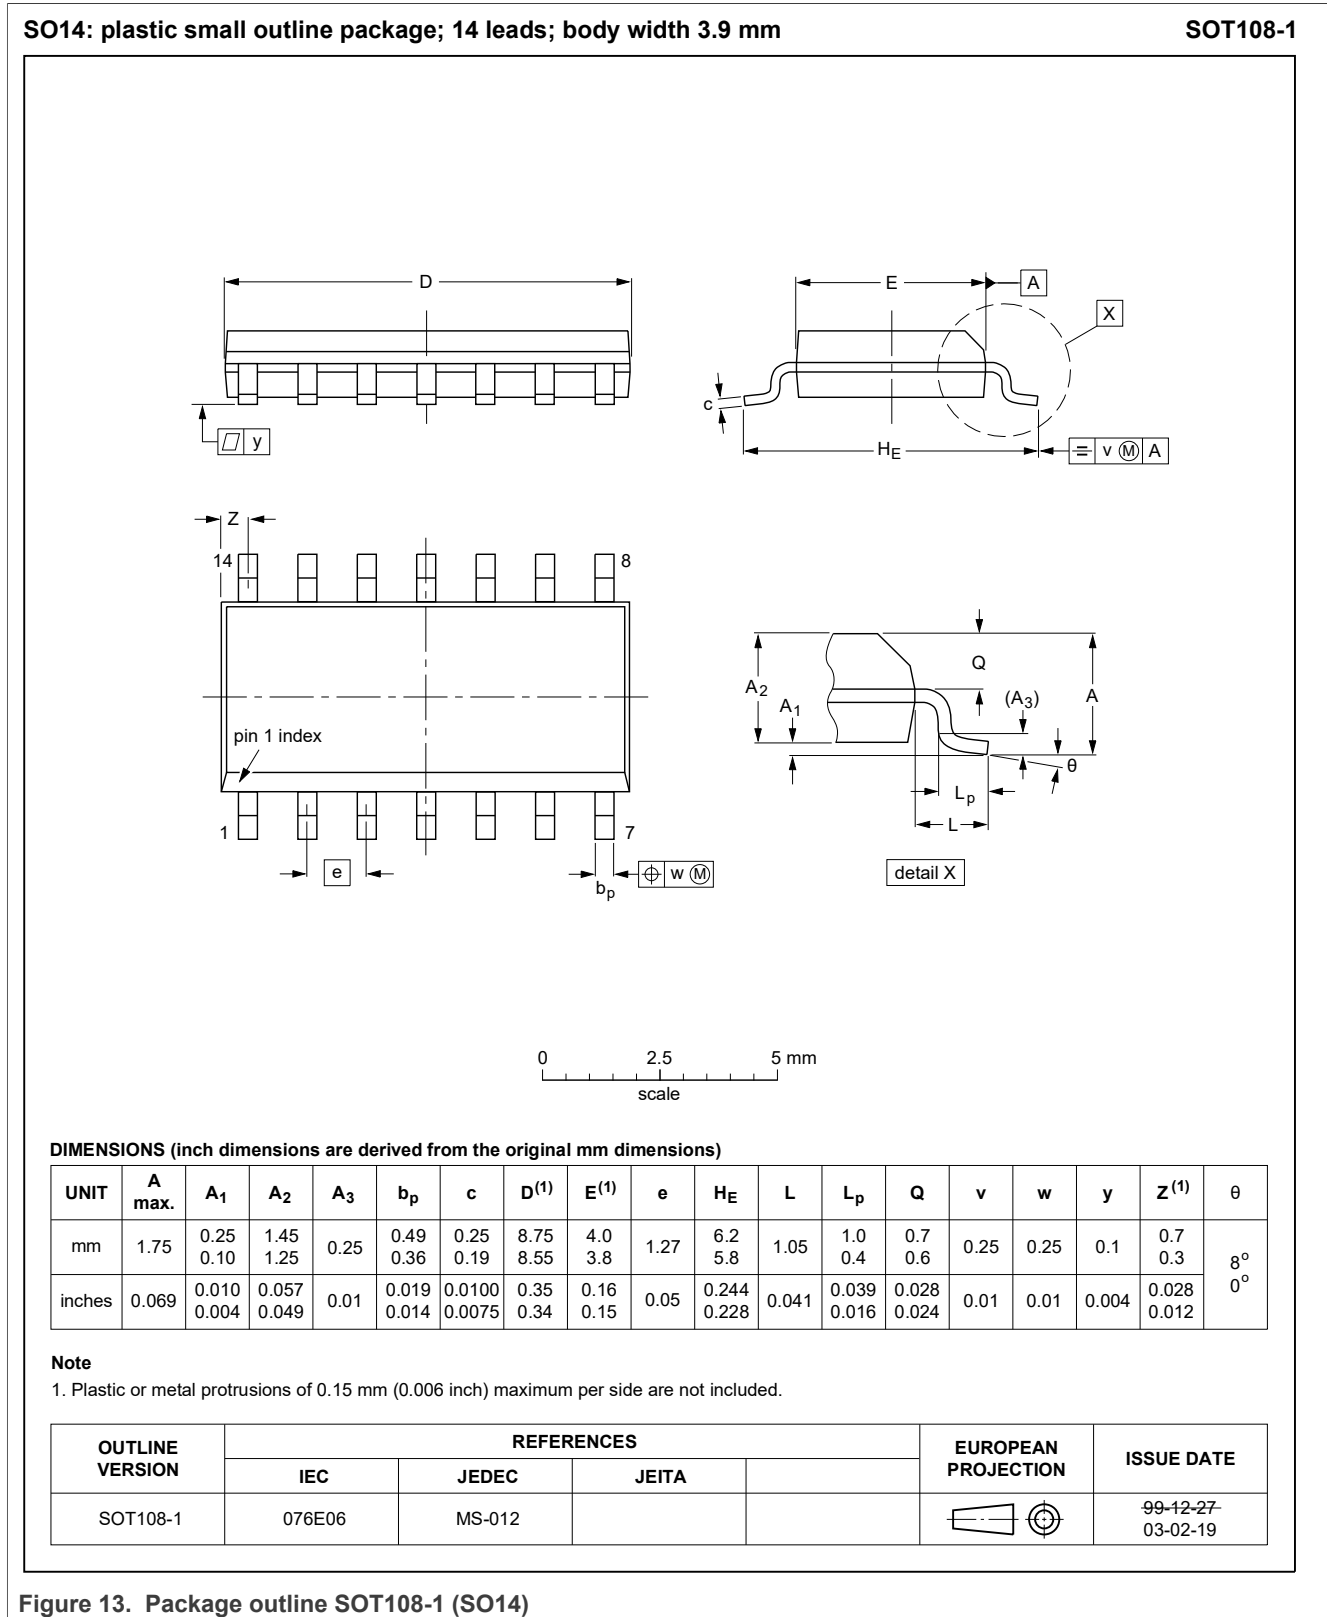 SO14: plastic small outline package; 14 leads; body width 3.9 mm SOT108-1
D
E A
X
c
y
HE
v M A
Z
14 8
Q
A2
A1
(A3)
A
pin 1 index
θ
Lp
L
1 7
e
w M
bp
detail X
0 2.5 5 mm
scale
DIMENSIONS (inch dimensions are derived from the original mm dimensions)
UNIT A max. A1 A2 A3 bp c D(1) E(1) e HE L Lp Q v w y Z(1) θ
mm 1.75 0.25 0.10 1.45 1.25 0.25 0.49 0.36 0.25 0.19 8.75 8.55 4.0 3.8 1.27 6.2 5.8 1.05 1.0 0.4 0.7 0.6 0.25 0.25 0.1 0.7 0.3 8° 0°
inches 0.069 0.010 0.004 0.057 0.049 0.01 0.019 0.014 0.0100 0.0075 0.35 0.34 0.16 0.15 0.05 0.244 0.228 0.041 0.039 0.016 0.028 0.024 0.01 0.01 0.004 0.028 0.012
Note
1. Plastic or metal protrusions of 0.15 mm (0.006 inch) maximum per side are not included.
OUTLINE VERSION REFERENCES EUROPEAN PROJECTION ISSUE DATE
IEC JEDEC JEITA
SOT108-1 076E06 MS-012 99-12-27
03-02-19
Figure 13. Package outline SOT108-1 (SO14)